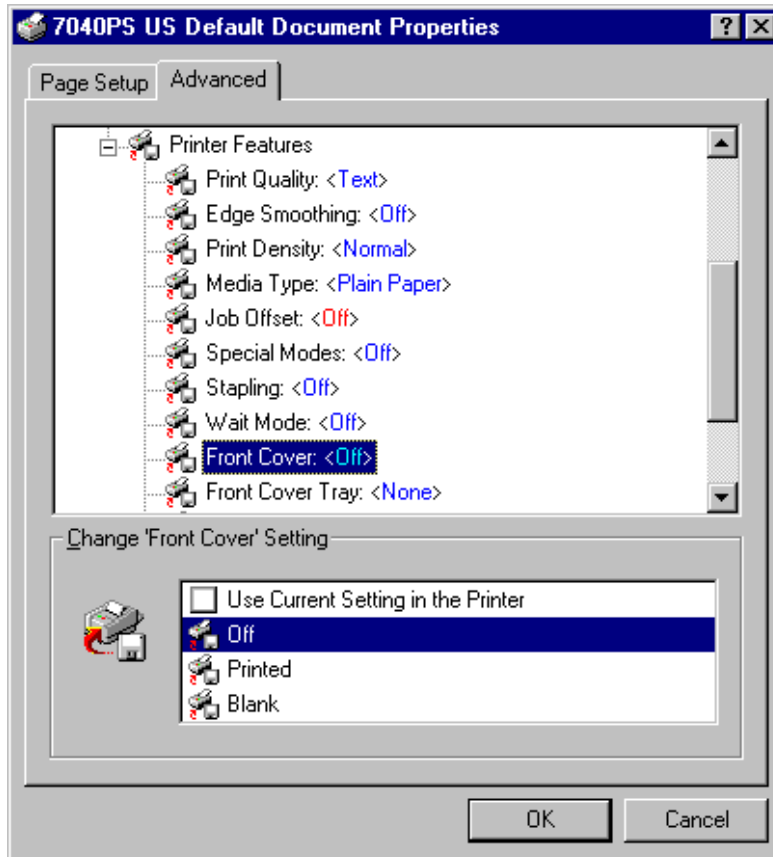 7040PS US Default Document Properties
Page Setup
Advanced
Printer Features
Print Quality: <Text>
Edge Smoothing: <Off>
Print Density: <Normal>
Media Type: <Plain Paper>
Job Offset: <Off>
Special Modes: <Off>
Stapling: <Off>
Wait Mode: <Off>
Front Cover: <Off>
Front Cover Tray: <None>
Change 'Front Cover' Setting
Use Current Setting in the Printer
Off
Printed
Blank
OK
Cancel